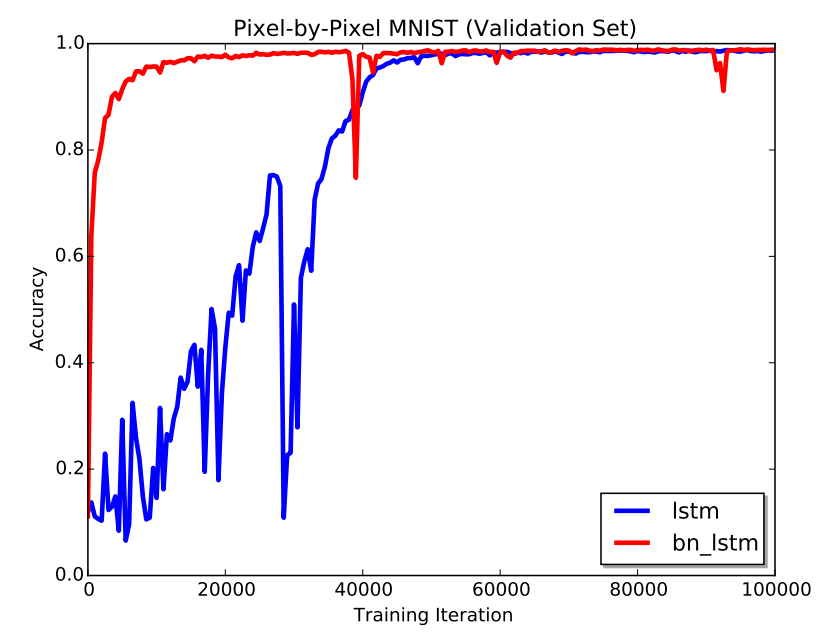 Pixel-by-Pixel MNIST (Validation Set)
1.0
0.8
0.6
0.4
0.2
0.0
Accuracy
0 20000 40000 60000 80000 100000
Training Iteration
lstm
bn_lstm